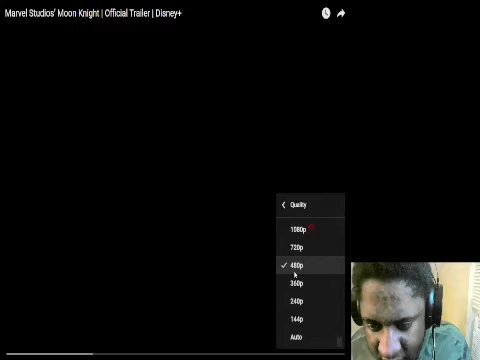 Marvel Studios' Moon Knight | Official Trailer | Disney+
Quality
1080p
720p
480p
360p
240p
144p
Auto